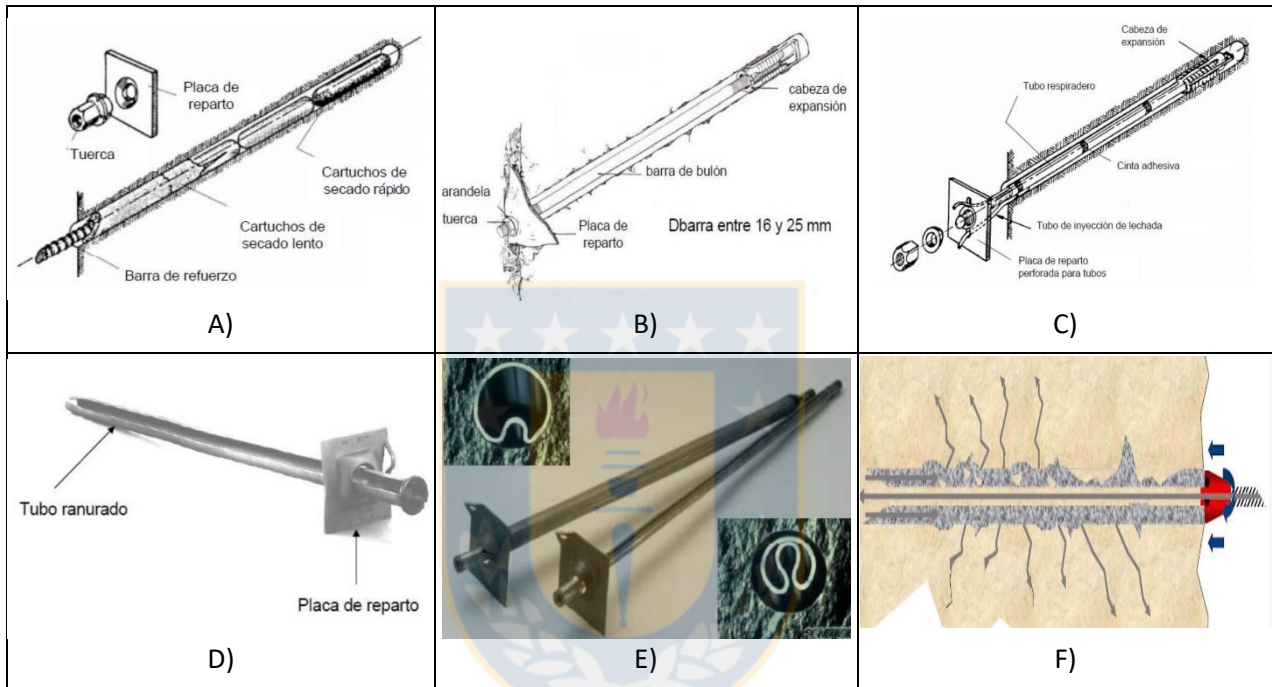 Placa de
reparto
Tuerca
Cartuchos de
secado rápido
Cartuchos de
secado lento
Barra de refuerzo
A)
cabeza de
expansión
barra de bulón
arandela
tuerca
Placa de
reparto
Dbarra entre 16 y 25 mm
B)
Cabeza de
expansión
Tubo respiradero
Cinta adhesiva
Tubo de inyección de lechada
Placa de reparto
perforada para tubos
C)
Tubo ranurado
Placa de reparto
D)
E)
F)